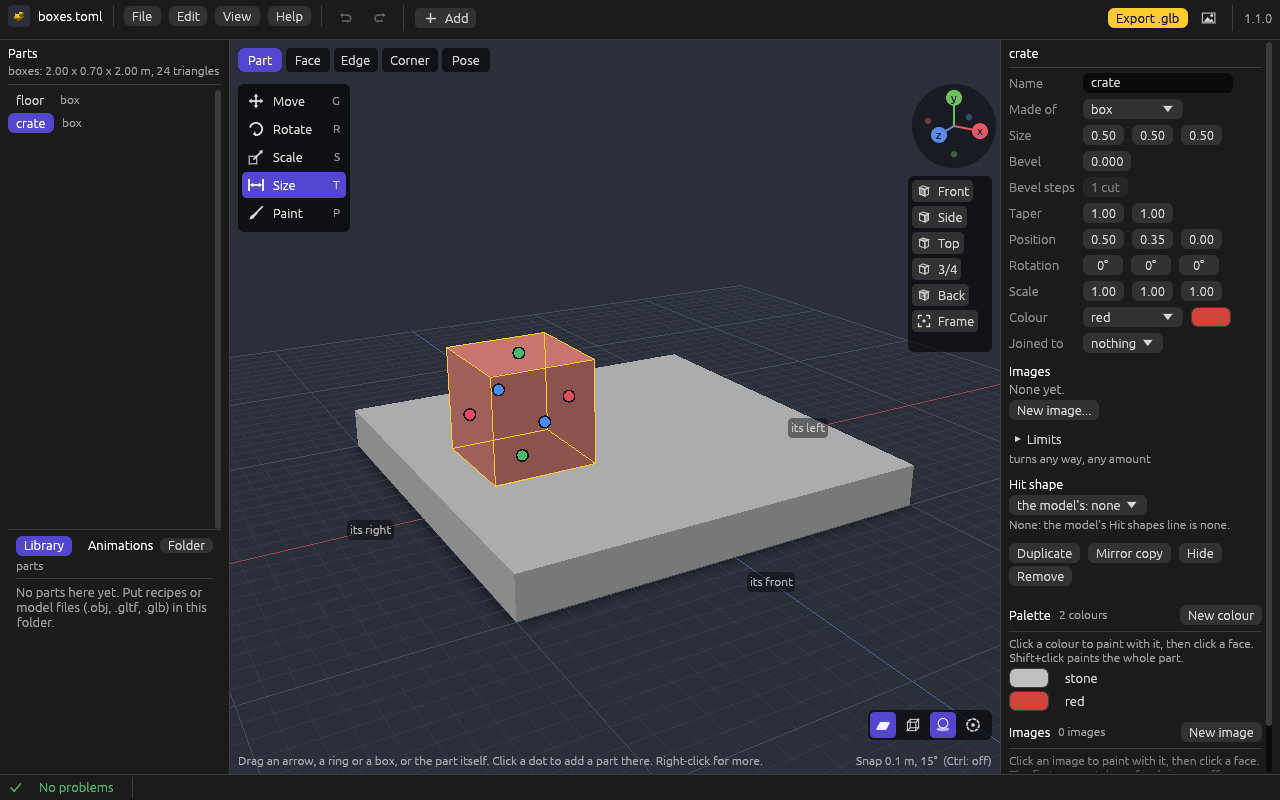 boxes.toml File Edit View Help Add Export .glb 1.1.0
Parts
boxes: 2.00 x 0.70 x 2.00 m, 24 triangles
floor box
crate box
Library Animations Folder
parts
No parts here yet. Put recipes or
model files (.obj, .gltf, .glb) in this
folder.
Part Face Edge Corner Pose
Move G
Rotate R
Scale S
Size T
Paint P
y
x
z
Front
Side
Top
3/4
Back
Frame
its left
its right
its front
Drag an arrow, a ring or a box, or the part itself. Click a dot to add a part there. Right-click for more.
Snap 0.1 m, 15° (Ctrl: off)
crate
Name crate
Made of box
Size 0.50 0.50 0.50
Bevel 0.000
Bevel steps 1 cut
Taper 1.00 1.00
Position 0.50 0.35 0.00
Rotation 0° 0° 0°
Scale 1.00 1.00 1.00
Colour red
Joined to nothing
Images
None yet.
New image...
Limits
turns any way, any amount
Hit shape
the model's: none
None: the model's Hit shapes line is none.
Duplicate Mirror copy Hide
Remove
Palette 2 colours New colour
Click a colour to paint with it, then click a face.
Shift+click paints the whole part.
stone
red
Images 0 images New image
Click an image to paint with it, then click a face.
No problems